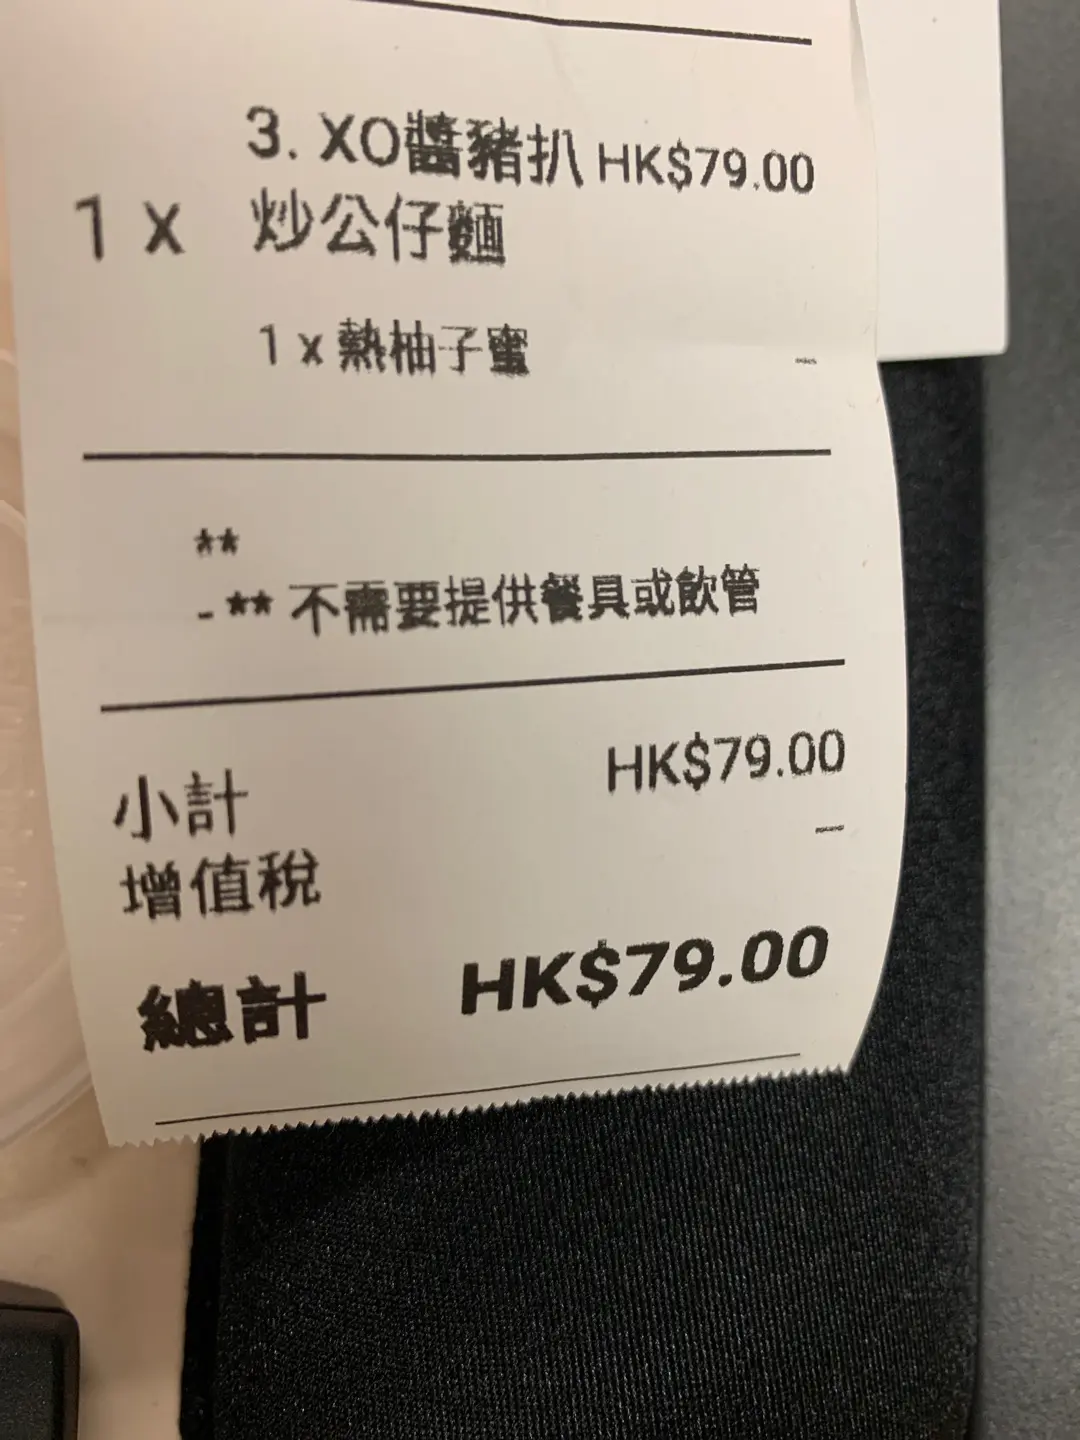 3. XO醬豬扒 HK$79.00
1 x 炒公仔麵
1 x 熱柚子蜜
**
- ** 不需要提供餐具或飲管
小計 HK$79.00
增值稅
總計 HK$79.00